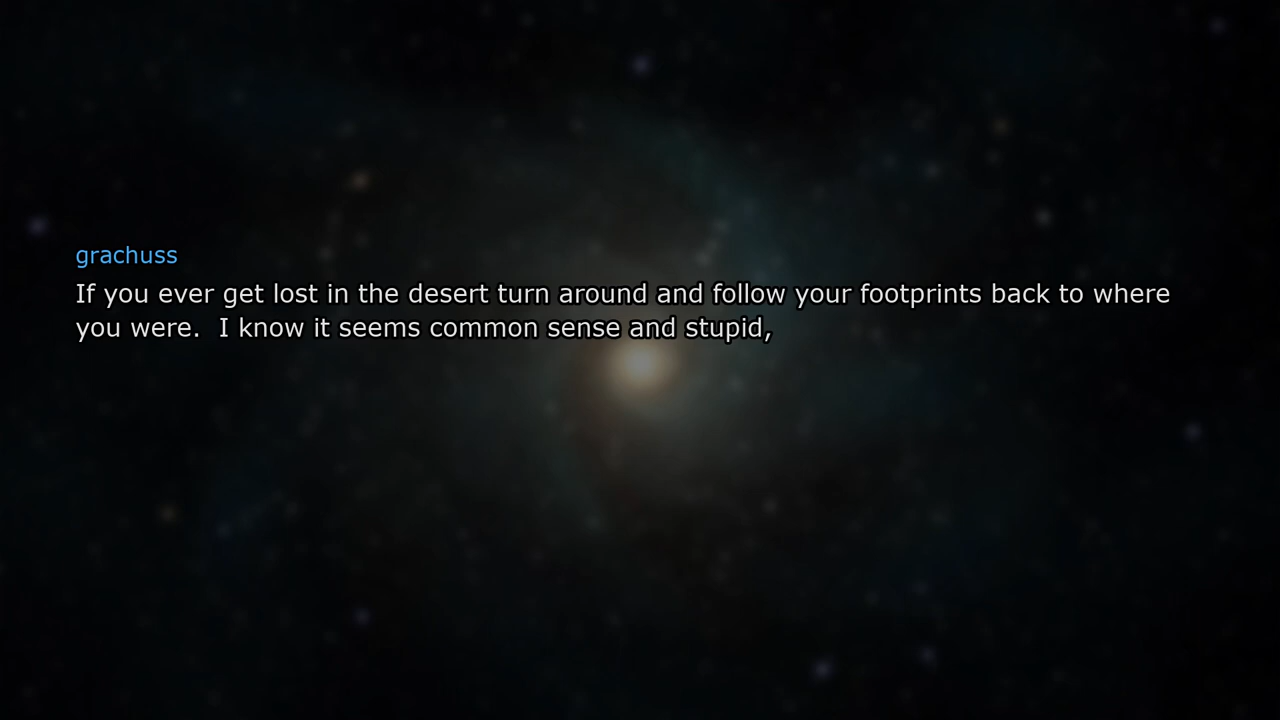 grachuss
If you ever get lost in the desert turn around and follow your footprints back to where
you were.  I know it seems common sense and stupid,